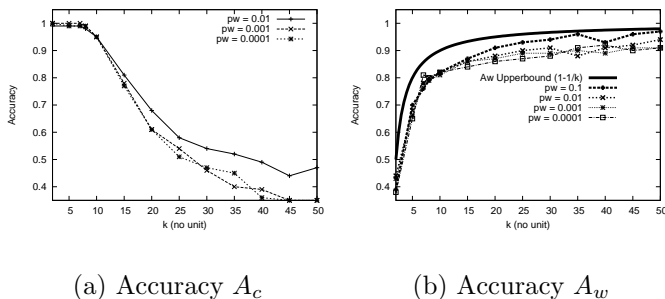 pw = 0.01
pw = 0.001
pw = 0.0001
1
0.9
0.8
0.7
0.6
0.5
0.4
Accuracy
5 10 15 20 25 30 35 40 45 50
k (no unit)
(a) Accuracy A_c
1
0.9
0.8
0.7
0.6
0.5
0.4
Accuracy
Aw Upperbound (1-1/k)
pw = 0.1
pw = 0.01
pw = 0.001
pw = 0.0001
5 10 15 20 25 30 35 40 45 50
k (no unit)
(b) Accuracy A_w